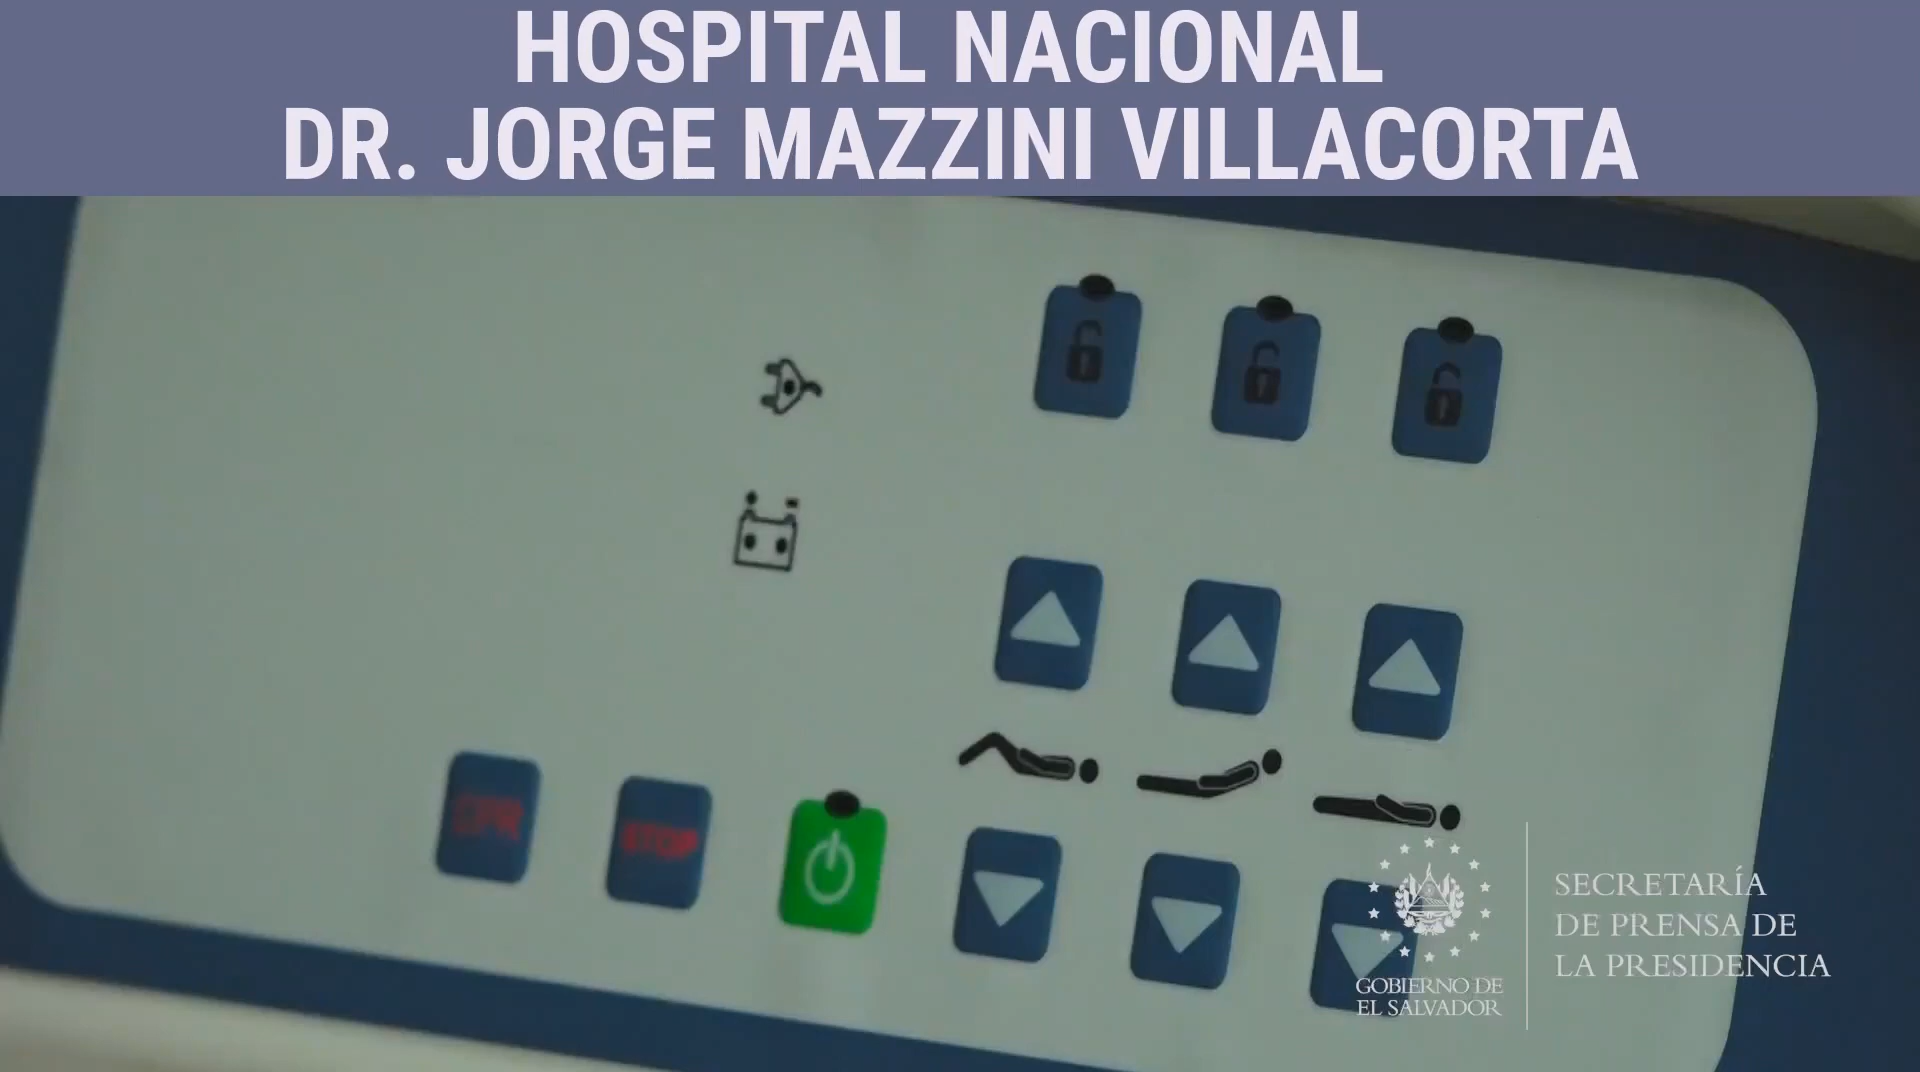 HOSPITAL NACIONAL
DR. JORGE MAZZINI VILLACORTA
CPR
STOP
GOBIERNO DE
EL SALVADOR
SECRETARÍA
DE PRENSA DE
LA PRESIDENCIA